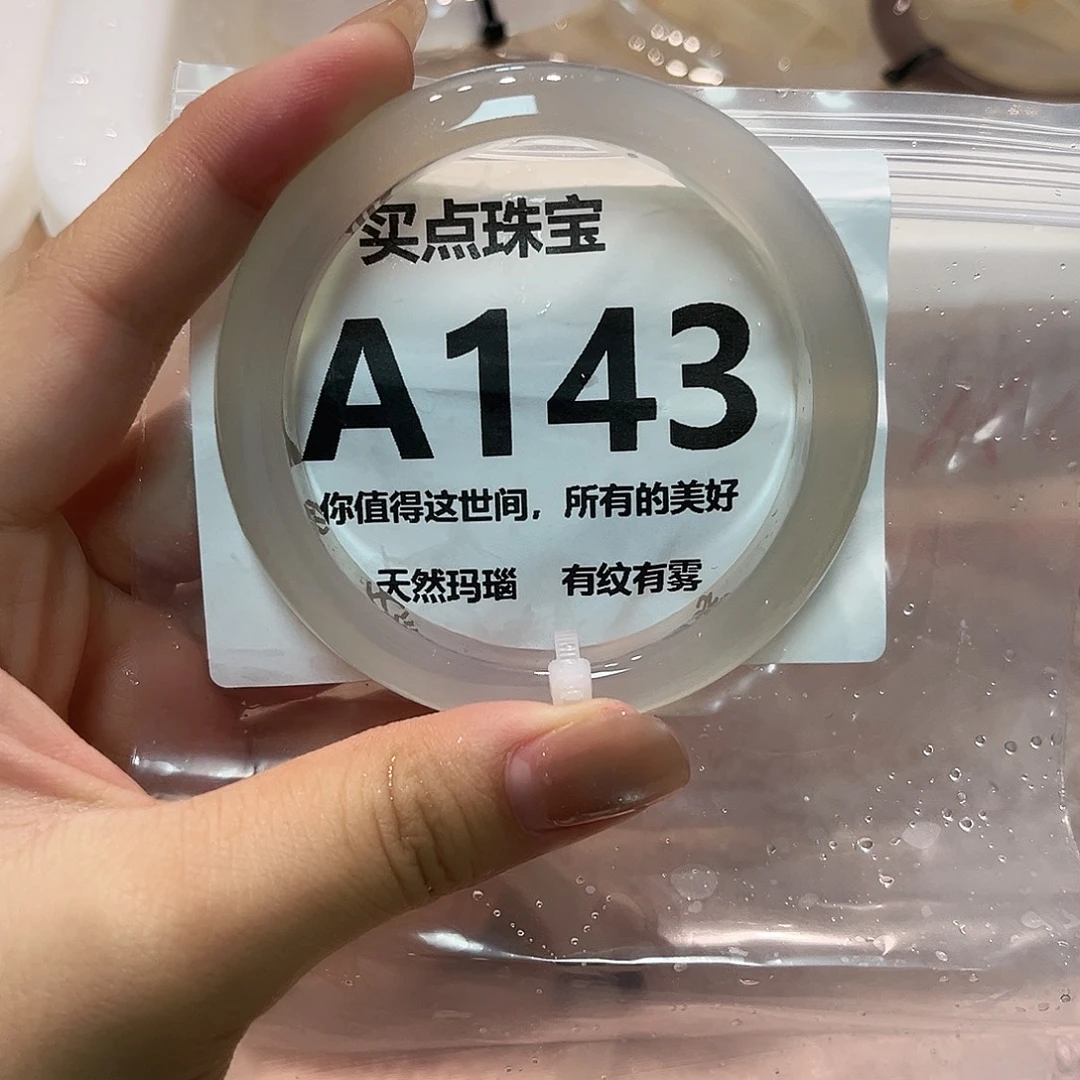 买点珠宝
A143
你值得这世间，所有的美好
天然玛瑙 有纹有雾